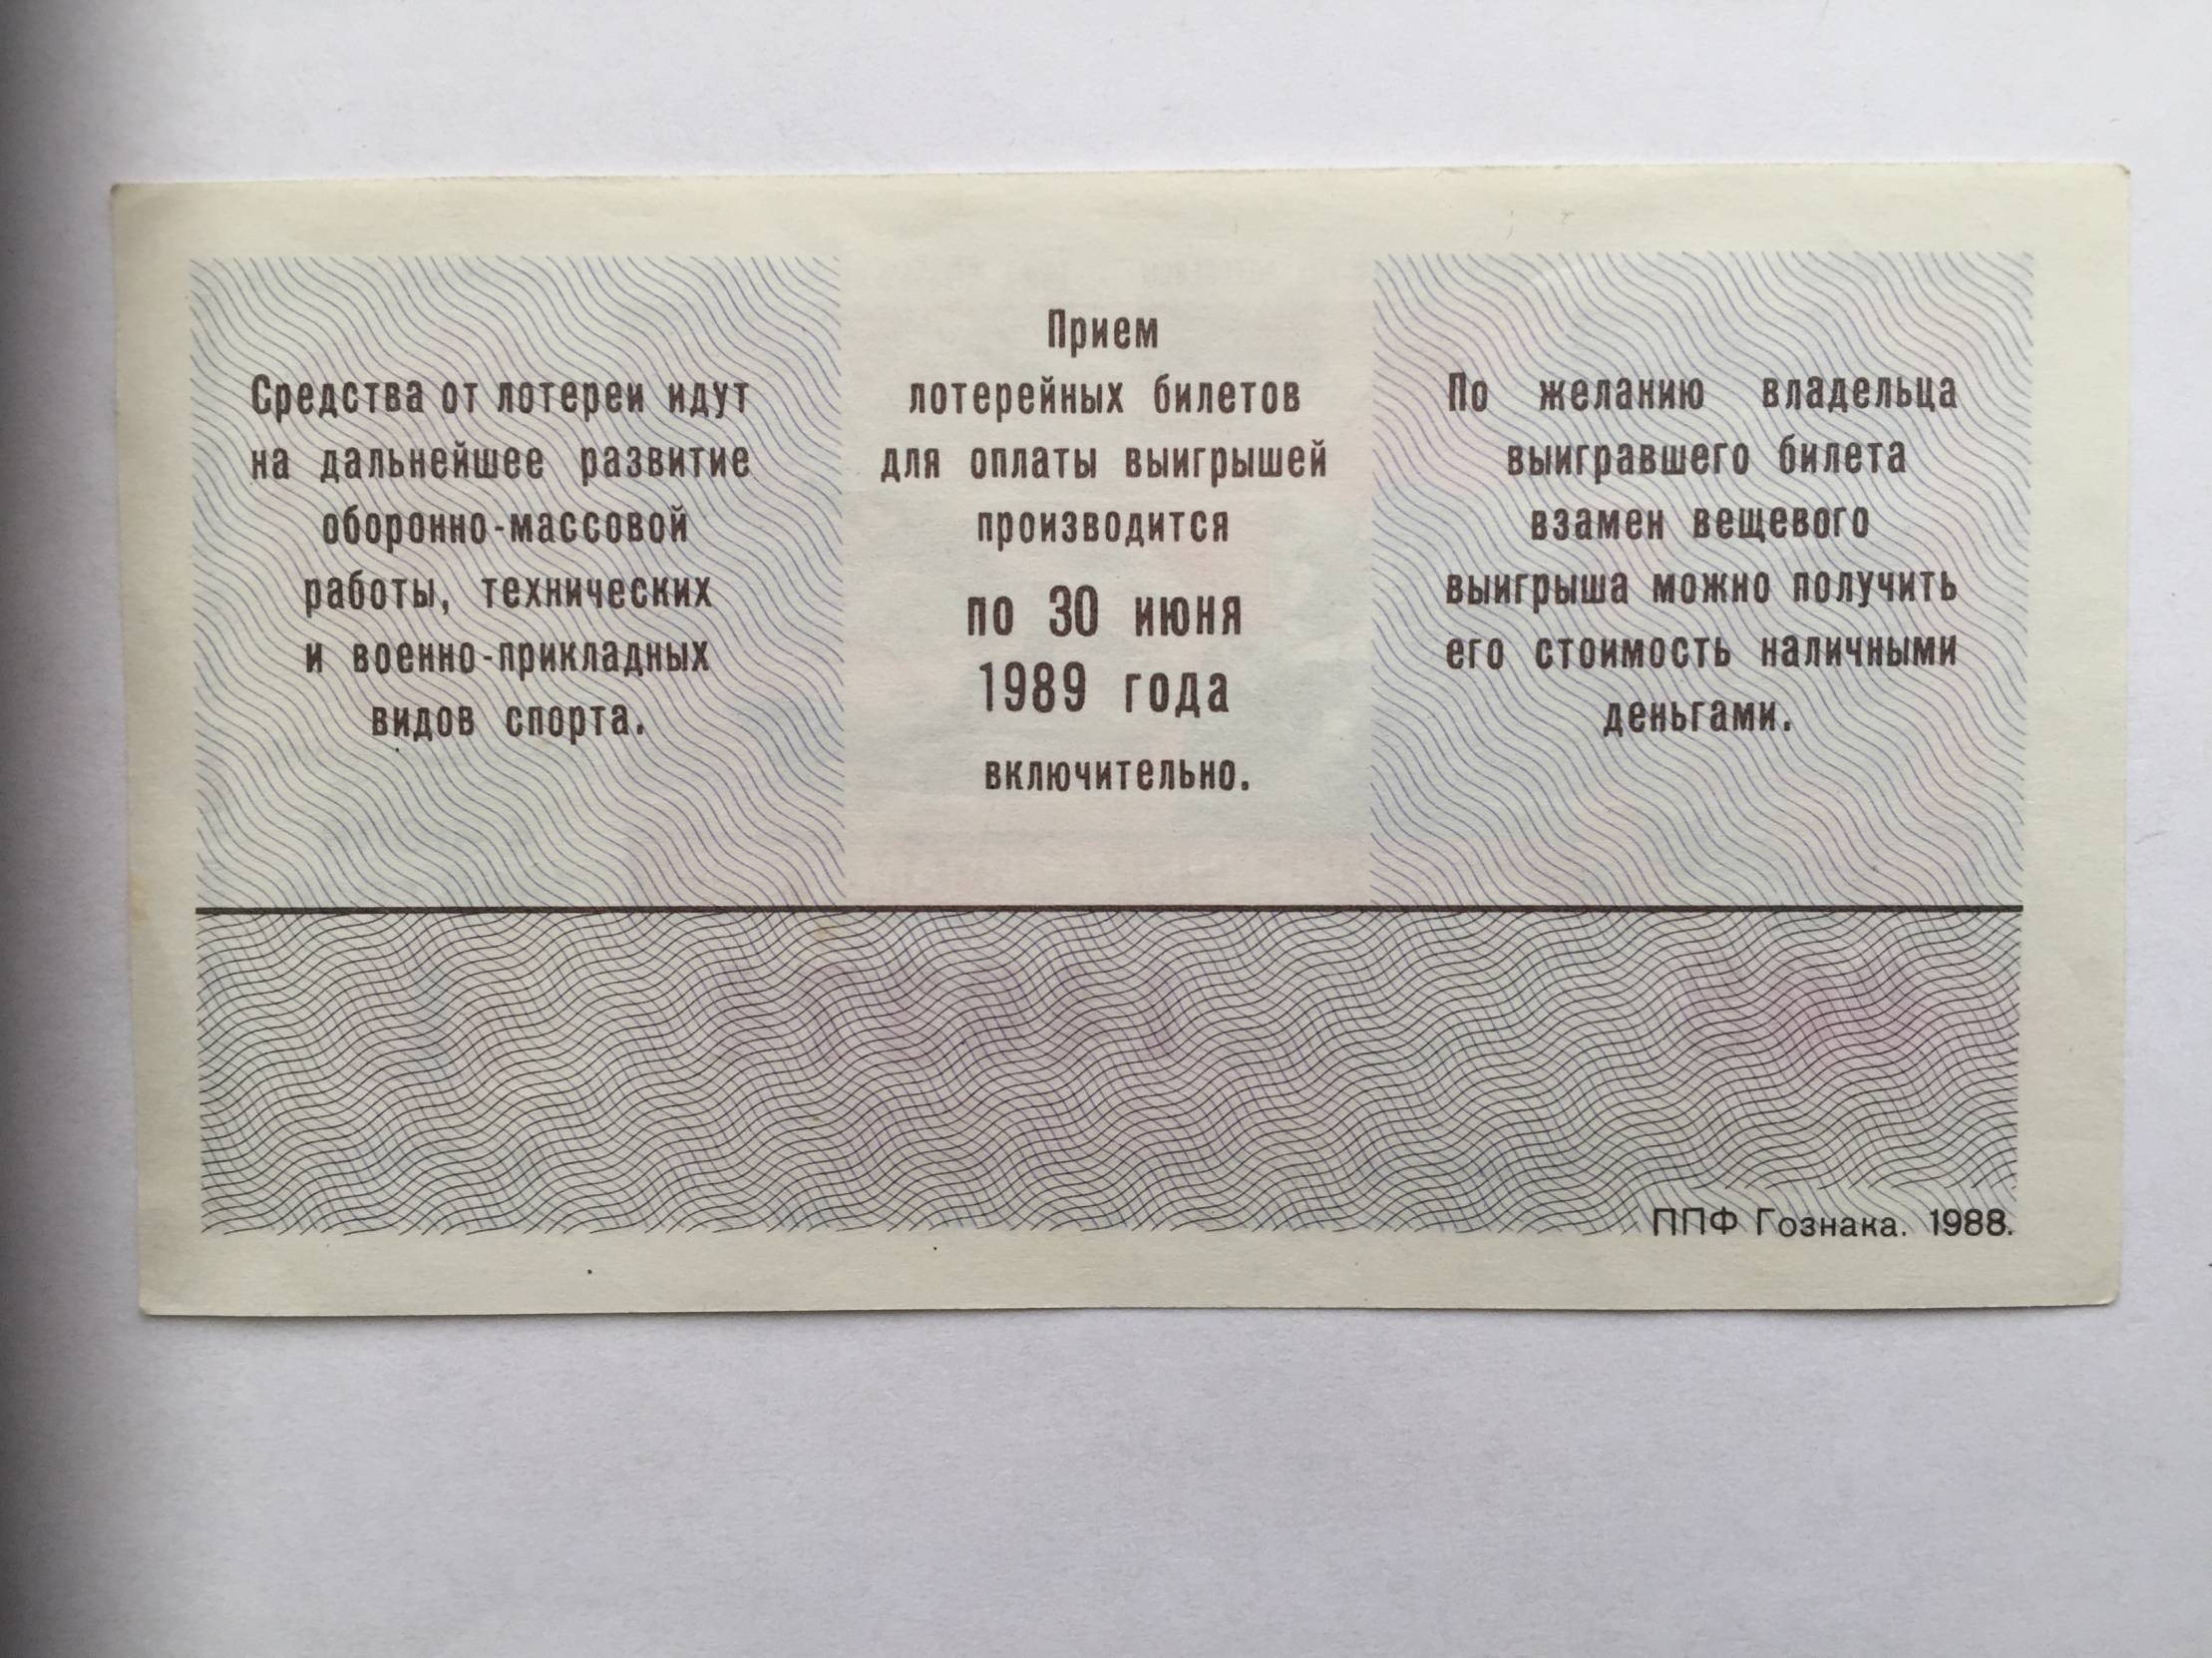 Средства от лотереи идут
на дальнейшее развитие
оборонно-массовой
работы, технических
и военно-прикладных
видов спорта.
Прием
лотерейных билетов
для оплаты выигрышей
производится
по 30 июня
1989 года
включительно.
По желанию владельца
выигравшего билета
взамен вещевого
выигрыша можно получить
его стоимость наличными
деньгами.
ППФ Гознака. 1988.